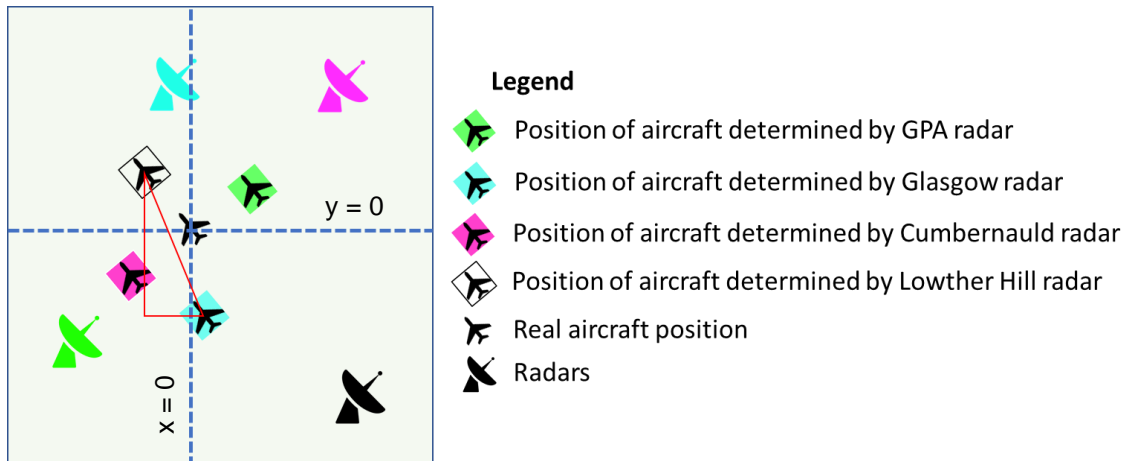 Legend
Position of aircraft determined by GPA radar
Position of aircraft determined by Glasgow radar
y = 0
Position of aircraft determined by Cumbernauld radar
Position of aircraft determined by Lowther Hill radar
Real aircraft position
Radars
x = 0